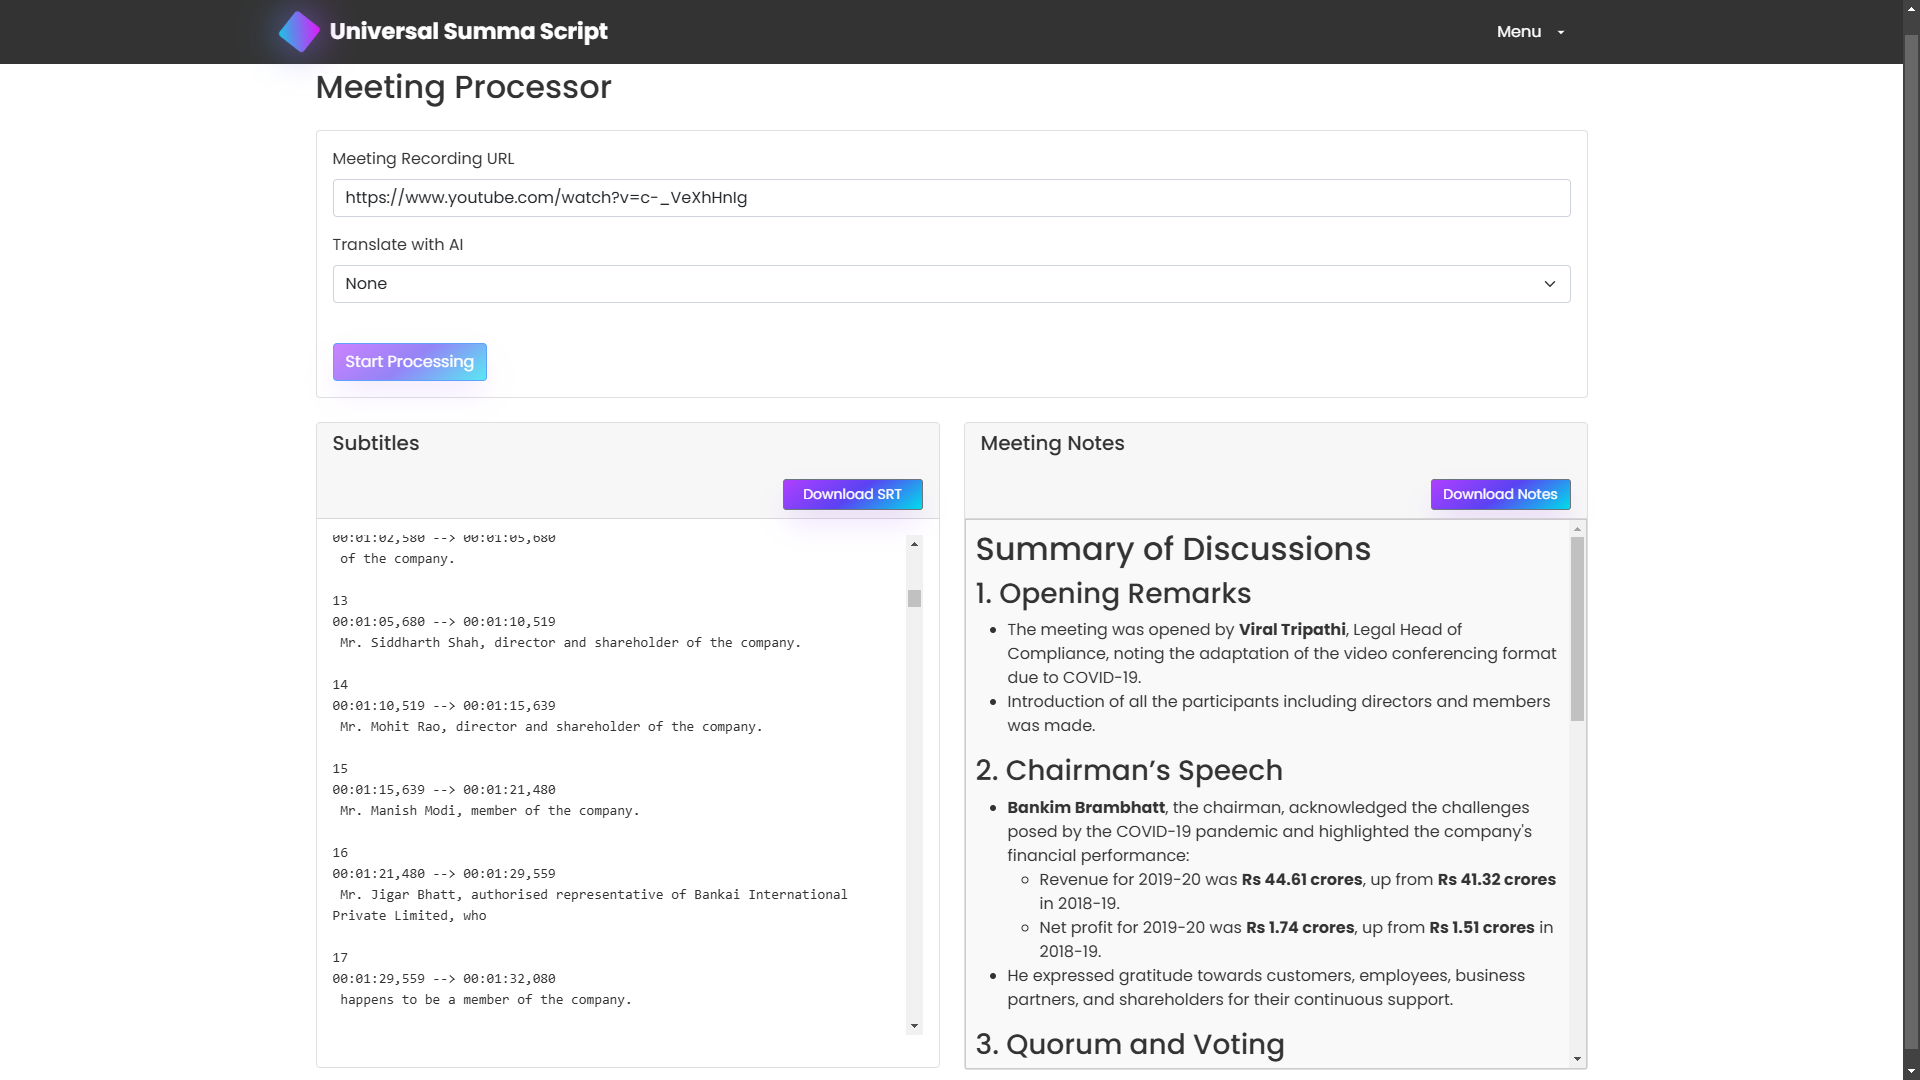 Universal Summa Script
Menu
Meeting Processor
Meeting Recording URL
https://www.youtube.com/watch?v=c-_VeXhHnIg
Translate with AI
None
Start Processing
Subtitles
Download SRT
00:01:02,580 --> 00:01:05,680
of the company.
13
00:01:05,680 --> 00:01:10,519
Mr. Siddharth Shah, director and shareholder of the company.
14
00:01:10,519 --> 00:01:15,639
Mr. Mohit Rao, director and shareholder of the company.
15
00:01:15,639 --> 00:01:21,480
Mr. Manish Modi, member of the company.
16
00:01:21,480 --> 00:01:29,559
Mr. Jigar Bhatt, authorised representative of Bankai International
Private Limited, who
17
00:01:29,559 --> 00:01:32,080
happens to be a member of the company.
Meeting Notes
Download Notes
Summary of Discussions
1. Opening Remarks
• The meeting was opened by Viral Tripathi, Legal Head of
Compliance, noting the adaptation of the video conferencing format
due to COVID-19.
• Introduction of all the participants including directors and members
was made.
2. Chairman’s Speech
• Bankim Brambhatt, the chairman, acknowledged the challenges
posed by the COVID-19 pandemic and highlighted the company's
financial performance:
◦ Revenue for 2019-20 was Rs 44.61 crores, up from Rs 41.32 crores
in 2018-19.
◦ Net profit for 2019-20 was Rs 1.74 crores, up from Rs 1.51 crores in
2018-19.
• He expressed gratitude towards customers, employees, business
partners, and shareholders for their continuous support.
3. Quorum and Voting